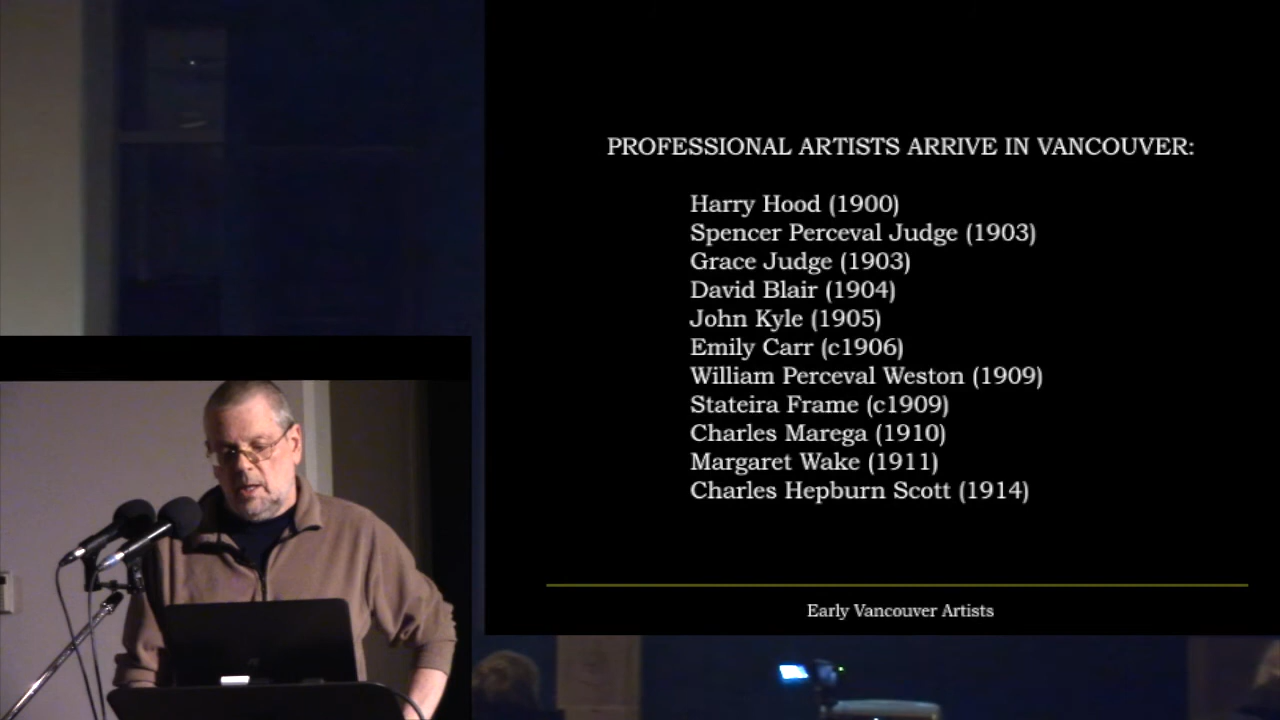 PROFESSIONAL ARTISTS ARRIVE IN VANCOUVER:
Harry Hood (1900)
Spencer Perceval Judge (1903)
Grace Judge (1903)
David Blair (1904)
John Kyle (1905)
Emily Carr (c1906)
William Perceval Weston (1909)
Stateira Frame (c1909)
Charles Marega (1910)
Margaret Wake (1911)
Charles Hepburn Scott (1914)
Early Vancouver Artists